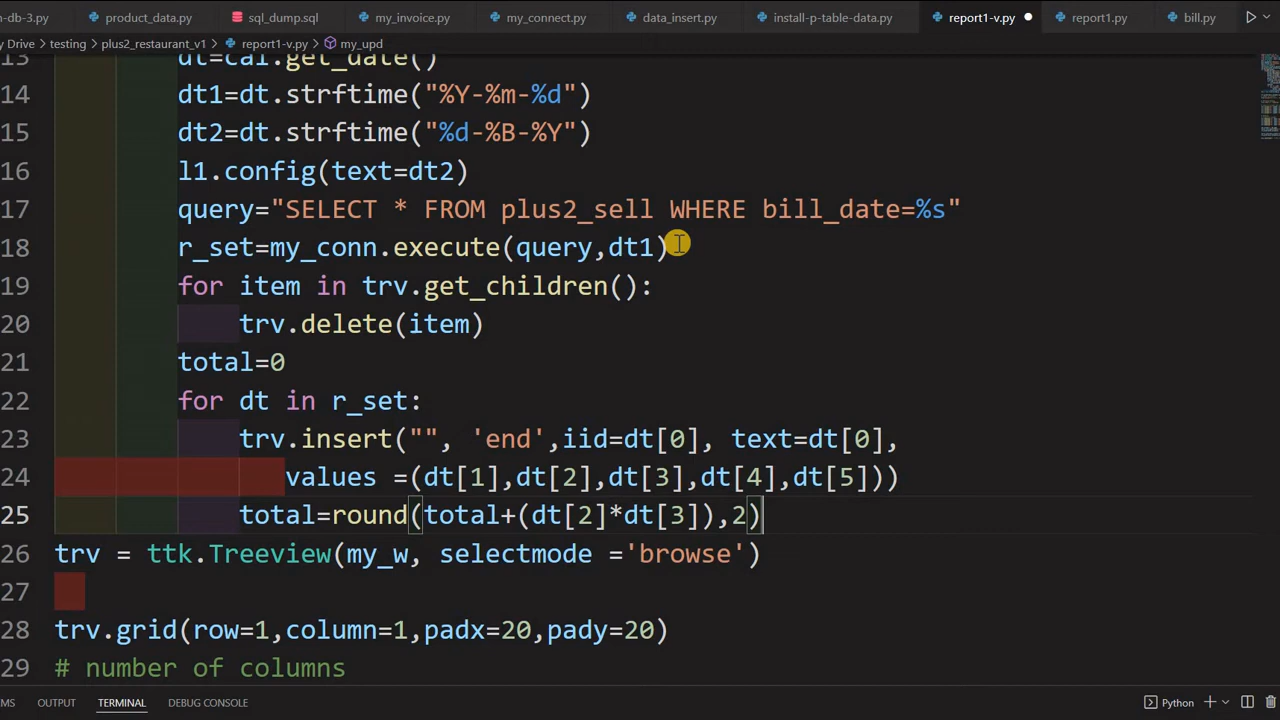 n-db-3.py product_data.py sql_dump.sql my_invoice.py my_connect.py data_insert.py install-p-table-data.py report1-v.py report1.py bill.py
y Drive > testing > plus2_restaurant_v1 > report1-v.py > my_upd
13 dt=cal.get_date()
14 dt1=dt.strftime("%Y-%m-%d")
15 dt2=dt.strftime("%d-%B-%Y")
16 l1.config(text=dt2)
17 query="SELECT * FROM plus2_sell WHERE bill_date=%s"
18 r_set=my_conn.execute(query,dt1)
19 for item in trv.get_children():
20 trv.delete(item)
21 total=0
22 for dt in r_set:
23 trv.insert("", 'end',iid=dt[0], text=dt[0],
24 values =(dt[1],dt[2],dt[3],dt[4],dt[5]))
25 total=round(total+(dt[2]*dt[3]),2)
26 trv = ttk.Treeview(my_w, selectmode ='browse')
27
28 trv.grid(row=1,column=1,padx=20,pady=20)
29 # number of columns
MS OUTPUT TERMINAL DEBUG CONSOLE Python